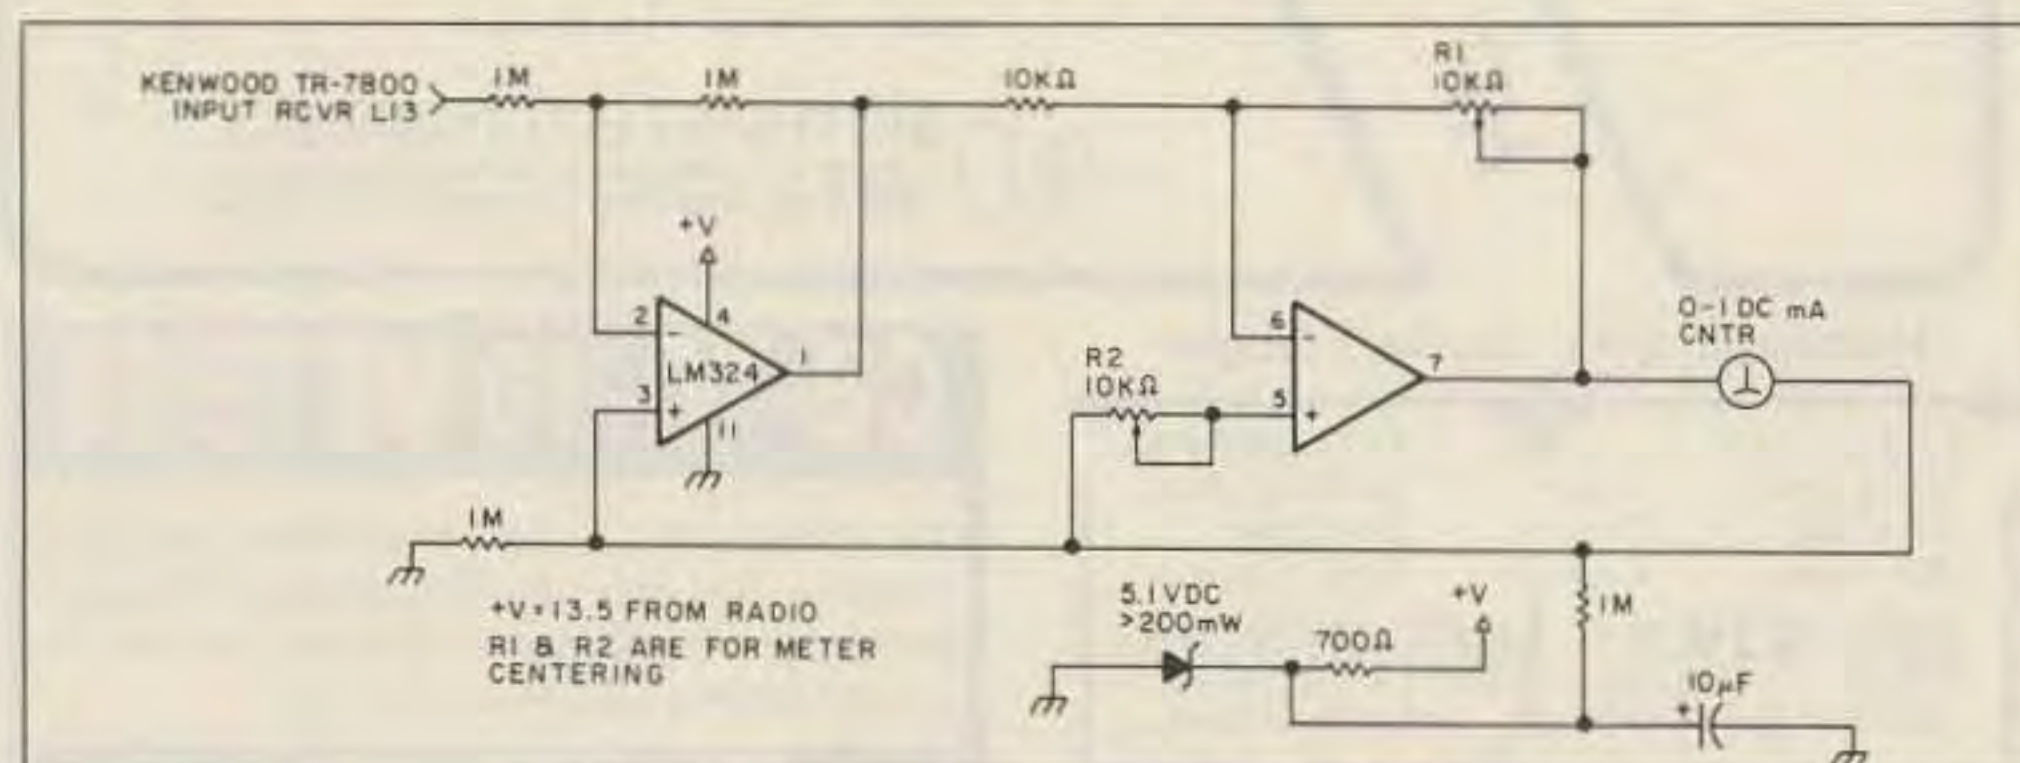 KENWOOD TR-7800
INPUT RCVR L13
1M
1M
10KΩ
R1
10KΩ
+V
2
4
-
LM324
1
3
+
11
6
-
7
R2
10KΩ
5
+
0-1 DC mA
CNTR
1M
+V=13.5 FROM RADIO
R1 & R2 ARE FOR METER
CENTERING
5.1VDC
>200mW
700Ω
+V
1M
10µF
+